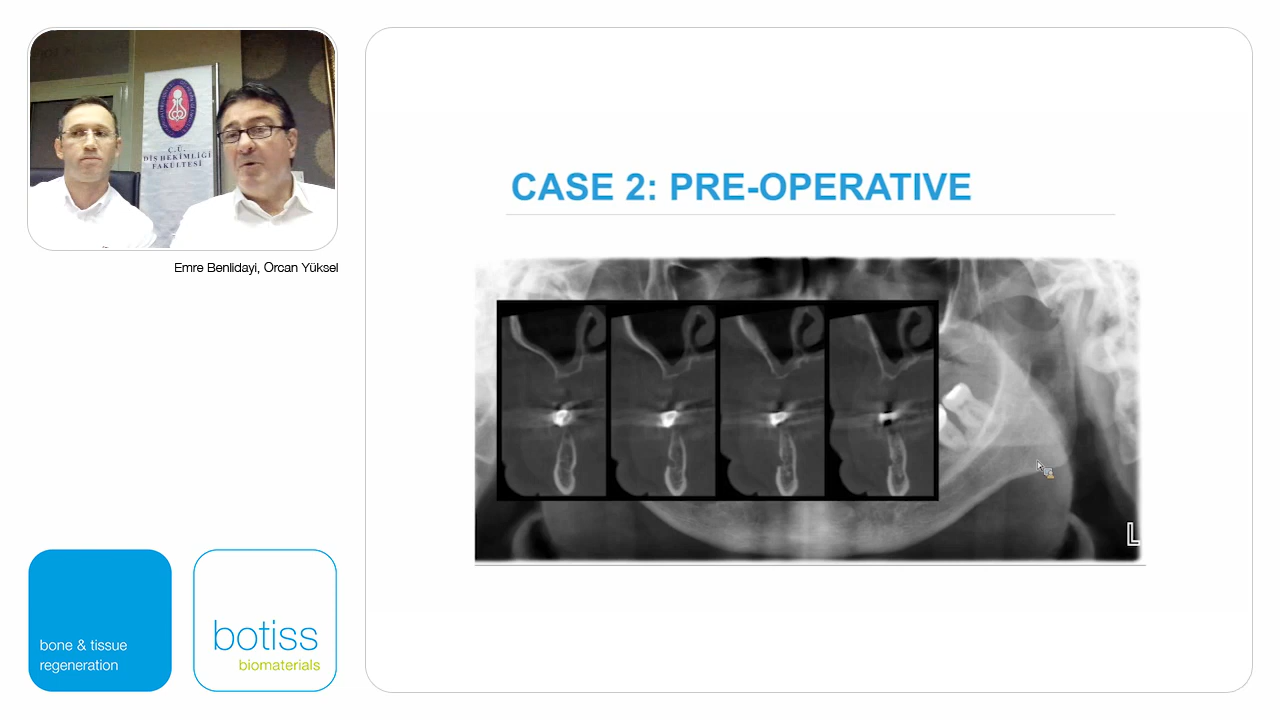 C.Ü.
DİŞ HEKİMLİĞİ
FAKÜLTESİ
Emre Benlidayi, Orcan Yüksel
CASE 2: PRE-OPERATIVE
L
bone & tissue
regeneration
botiss
biomaterials